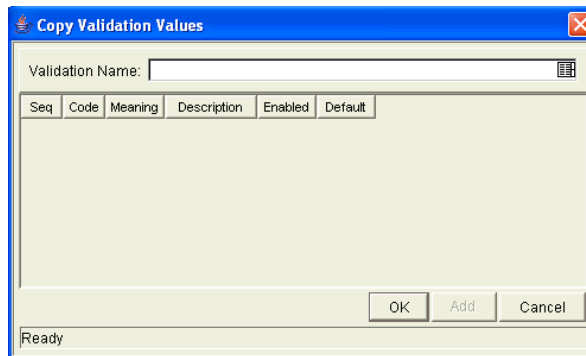 Copy Validation Values
Validation Name:
Seq Code Meaning Description Enabled Default
OK Add Cancel
Ready